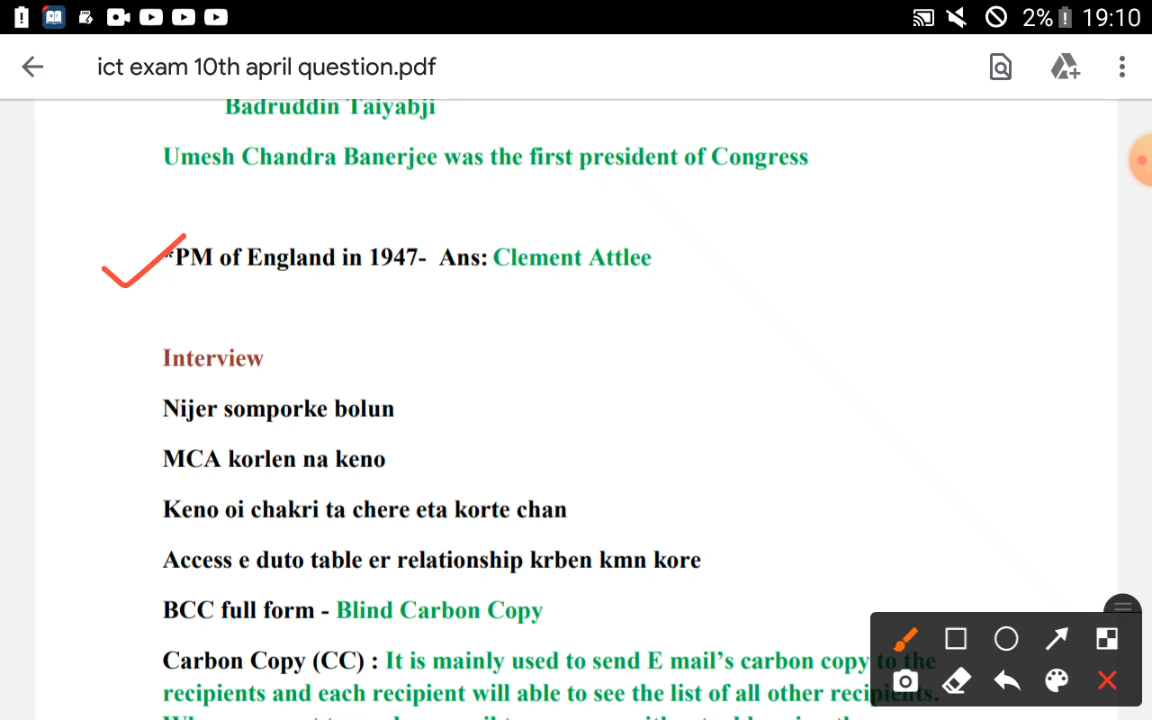 2% 19:10
ict exam 10th april question.pdf
Badruddin Taiyabji
Umesh Chandra Banerjee was the first president of Congress
*PM of England in 1947- Ans: Clement Attlee
Interview
Nijer somporke bolun
MCA korlen na keno
Keno oi chakri ta chere eta korte chan
Access e duto table er relationship krben kmn kore
BCC full form - Blind Carbon Copy
Carbon Copy (CC) : It is mainly used to send E mail's carbon copy to the
recipients and each recipient will able to see the list of all other recipients.